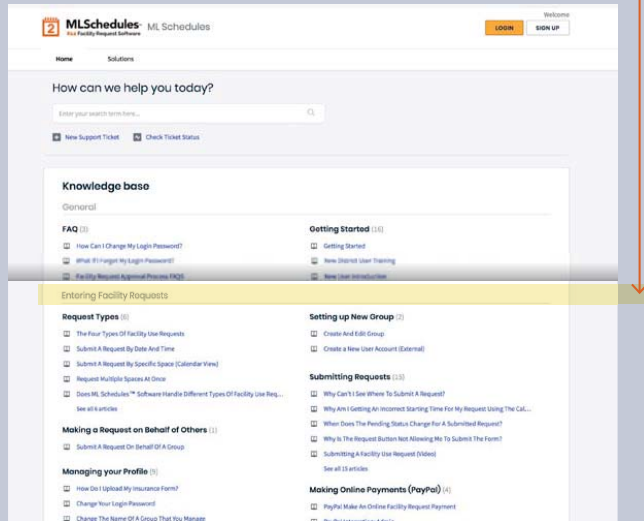 Welcome
2 MLSchedules™ ML Schedules
Facility Request Software
LOGIN SIGN UP
Home Solutions
How can we help you today?
Enter your search term here...
New Support Ticket Check Ticket Status
Knowledge base
General
FAQ (3)
How Can I Change My Login Password?
What If I Forgot My Login Password?
Facility Request Approval Process FAQS
Getting Started (16)
Getting Started
New District User Training
New User Introduction
Entering Facility Requests
Request Types (6)
The Four Types Of Facility Use Requests
Submit A Request By Date And Time
Submit A Request By Specific Space (Calendar View)
Request Multiple Spaces At Once
Does ML Schedules™ Software Handle Different Types Of Facility Use Req...
See all 6 articles
Making a Request on Behalf of Others (1)
Submit A Request On Behalf Of A Group
Managing your Profile (9)
How Do I Upload My Insurance Form?
Change Your Login Password
Change The Name Of A Group That You Manage
Setting up New Group (2)
Create And Edit Group
Create a New User Account (External)
Submitting Requests (15)
Why Can't I See Where To Submit A Request?
Why Am I Getting An Incorrect Starting Time For My Request Using The Cal...
When Does The Pending Status Change For A Submitted Request?
Why Is The Request Button Not Allowing Me To Submit The Form?
Submitting A Facility Use Request (Video)
See all 15 articles
Making Online Payments (PayPal) (4)
PayPal Make An Online Facility Request Payment